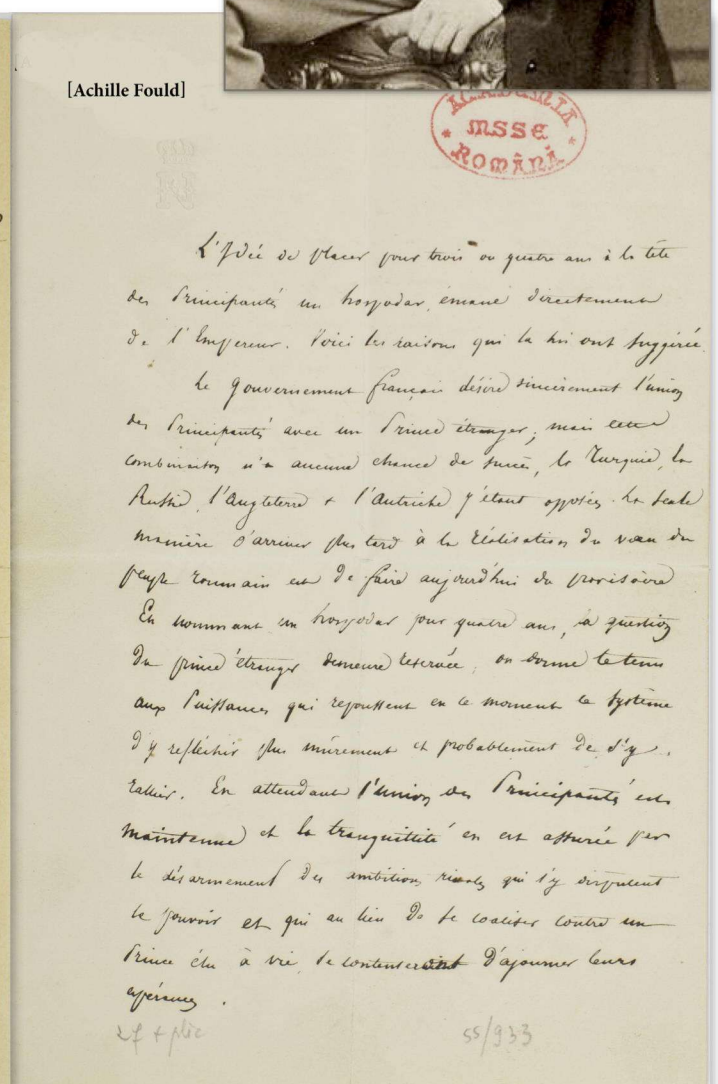 [Achille Fould]
ACADEMIA
MSSE
ROMÂNĂ
L'Idée de placer pour trois ou quatre ans à la tête
des Principautés un hospodar, émané directement
de l'Empereur. Voici les raisons qui la lui ont suggérée.
Le gouvernement français désire sincèrement l'union
des Principautés avec un Prince étranger, mais cette
combinaison n'a aucune chance de succès, la Turquie, la
Russie, l'Angleterre & l'Autriche y étant opposées. La seule
manière d'arriver plus tard à la réalisation du vœu du
peuple roumain est de faire aujourd'hui du provisoire
En nommant un hospodar pour quatre ans, la question
du prince étranger demeure réservée, on donne le tems
aux Puissances qui repoussent en ce moment le système
d'y réfléchir plus mûrement et probablement de s'y
rallier. En attendant l'union des Principautés est
maintenue et la tranquillité en est assurée par
le désarmement des ambitions rivales qui s'y disputent
le pouvoir et qui au lieu de se coaliser contre un
Prince élu à vie, se contenseraient d'ajourner leurs
espérances.
27 + plic
55/933